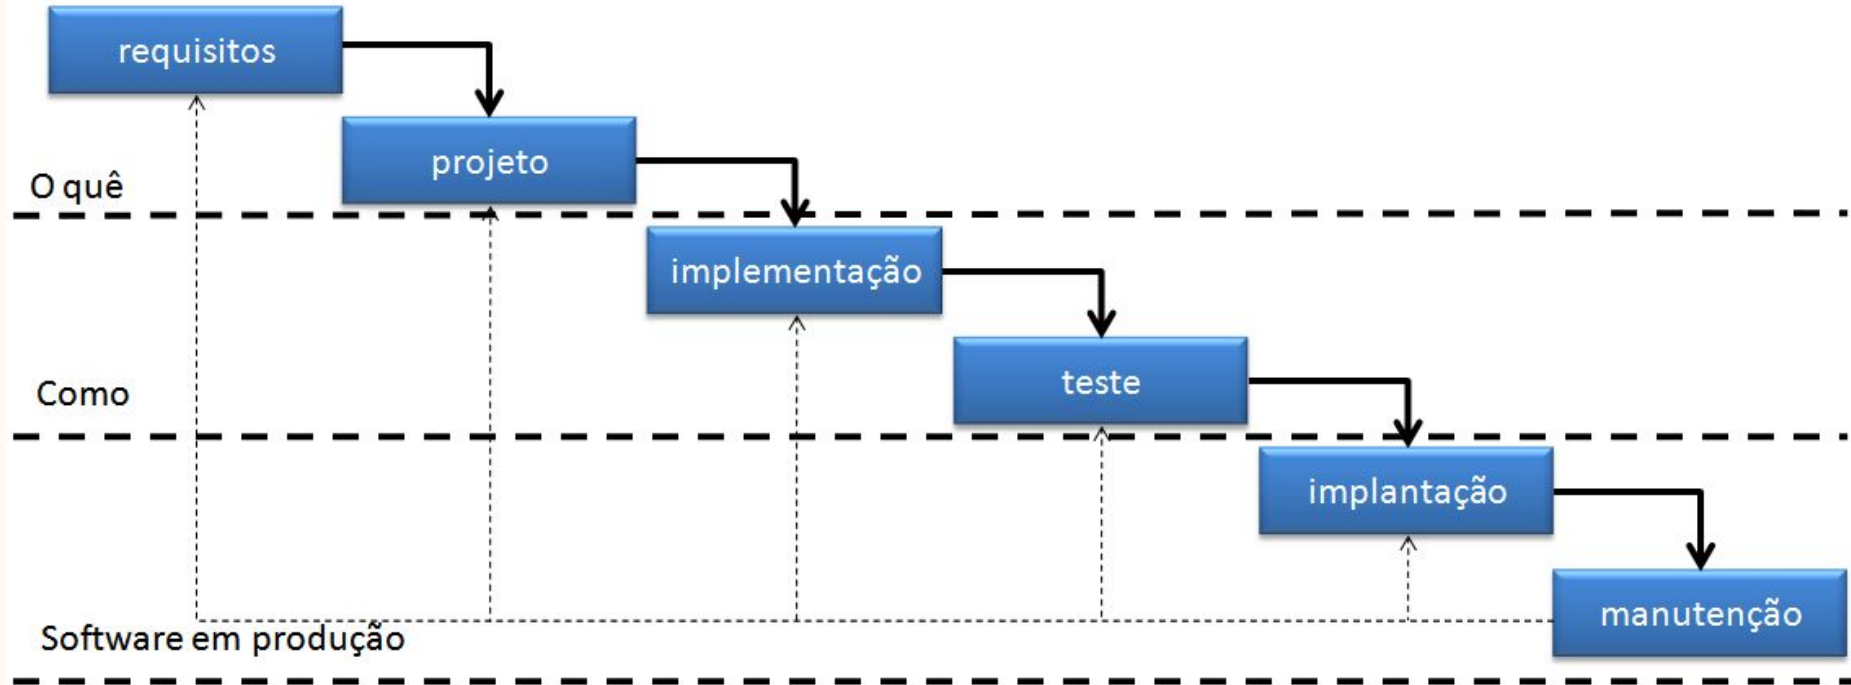 requisitos
projeto
O quê
implementação
teste
Como
implantação
manutenção
Software em produção